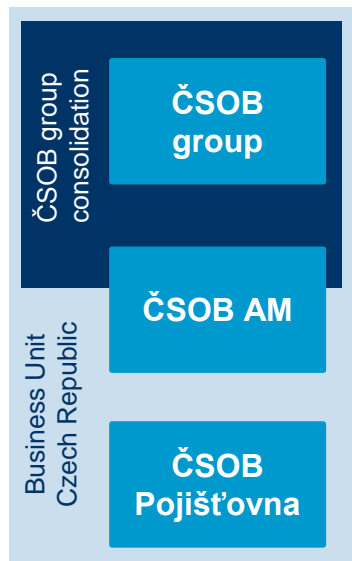 ČSOB group
consolidation
ČSOB
group
ČSOB AM
Business Unit
Czech Republic
ČSOB
Pojišťovna